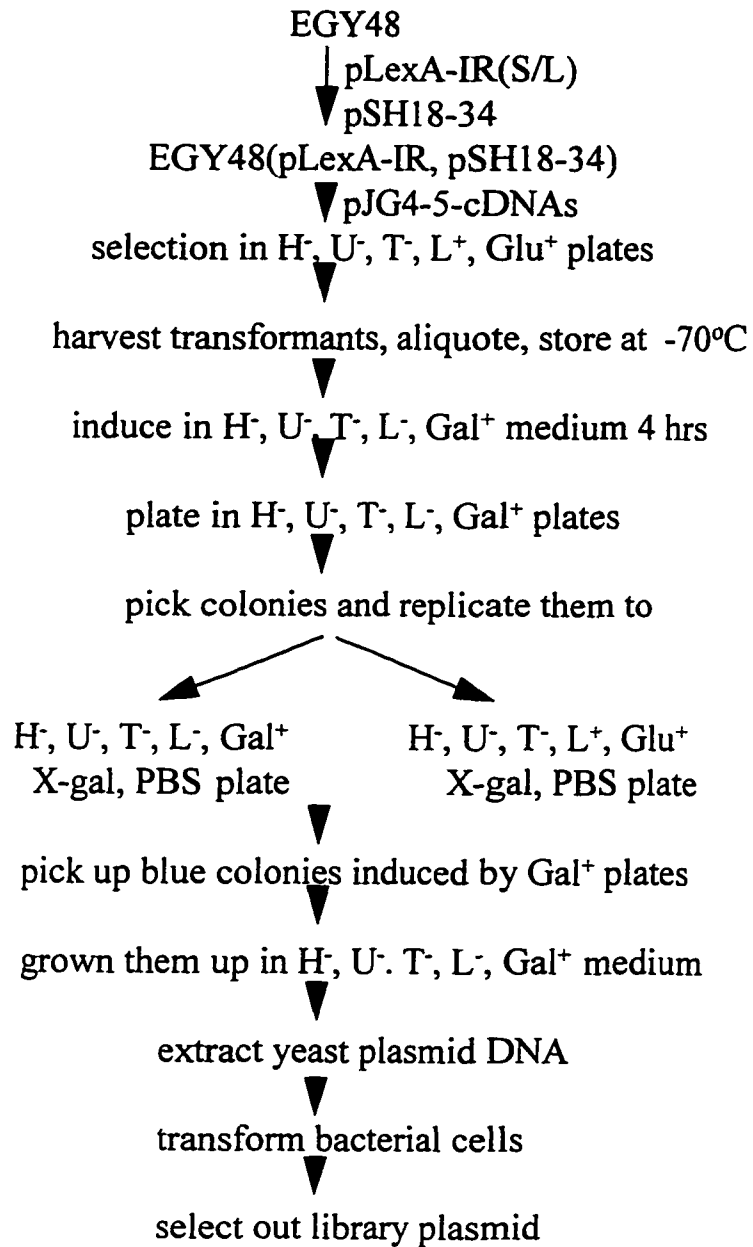 EGY48
pLexA-IR(S/L)
pSH18-34
EGY48(pLexA-IR, pSH18-34)
pJG4-5-cDNAs
selection in H⁻, U⁻, T⁻, L⁺, Glu⁺ plates
harvest transformants, aliquote, store at -70ºC
induce in H⁻, U⁻, T⁻, L⁻, Gal⁺ medium 4 hrs
plate in H⁻, U⁻, T⁻, L⁻, Gal⁺ plates
pick colonies and replicate them to
H⁻, U⁻, T⁻, L⁻, Gal⁺ H⁻, U⁻, T⁻, L⁺, Glu⁺
X-gal, PBS plate X-gal, PBS plate
pick up blue colonies induced by Gal⁺ plates
grown them up in H⁻, U⁻. T⁻, L⁻, Gal⁺ medium
extract yeast plasmid DNA
transform bacterial cells
select out library plasmid